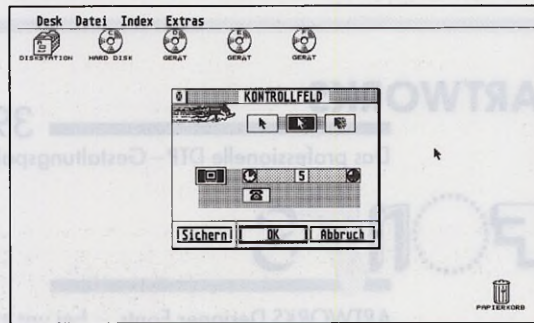 Desk Datei Index Extras
C D E F
DISKSTATION HARD DISK GERÄT GERÄT GERÄT
KONTROLLFELD
5
Sichern OK Abbruch
PAPIERKORB
ARTWORKS
Das professionelle DTP-Gestaltungspa
ARTWORKS Designer Fonts